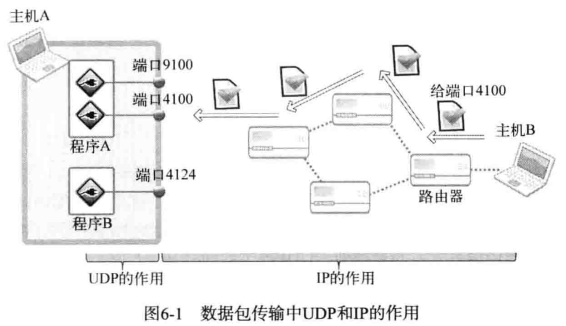 主机A
端口9100
端口4100
给端口4100
程序A
主机B
端口4124
路由器
程序B
UDP的作用
IP的作用
图6-1 数据包传输中UDP和IP的作用